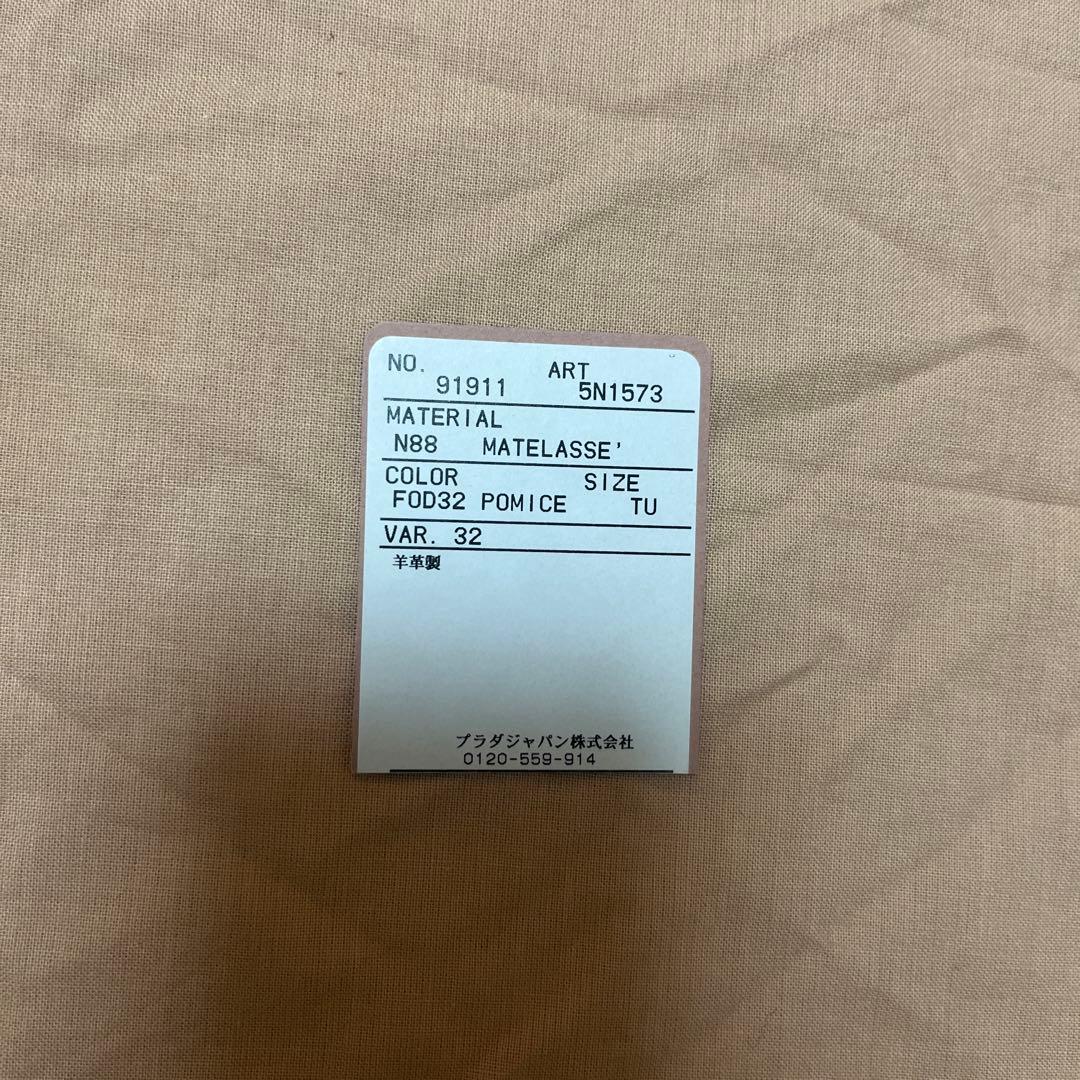 NO. ART
91911 5N1573
MATERIAL
N88 MATELASSE'
COLOR SIZE
F0D32 POMICE TU
VAR. 32
羊革製
プラダジャパン株式会社
0120-559-914